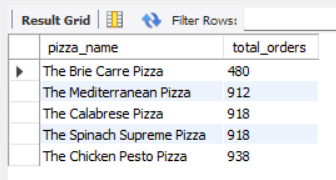 Result Grid Filter Rows:
pizza_name total_orders
The Brie Carre Pizza 480
The Mediterranean Pizza 912
The Calabrese Pizza 918
The Spinach Supreme Pizza 918
The Chicken Pesto Pizza 938